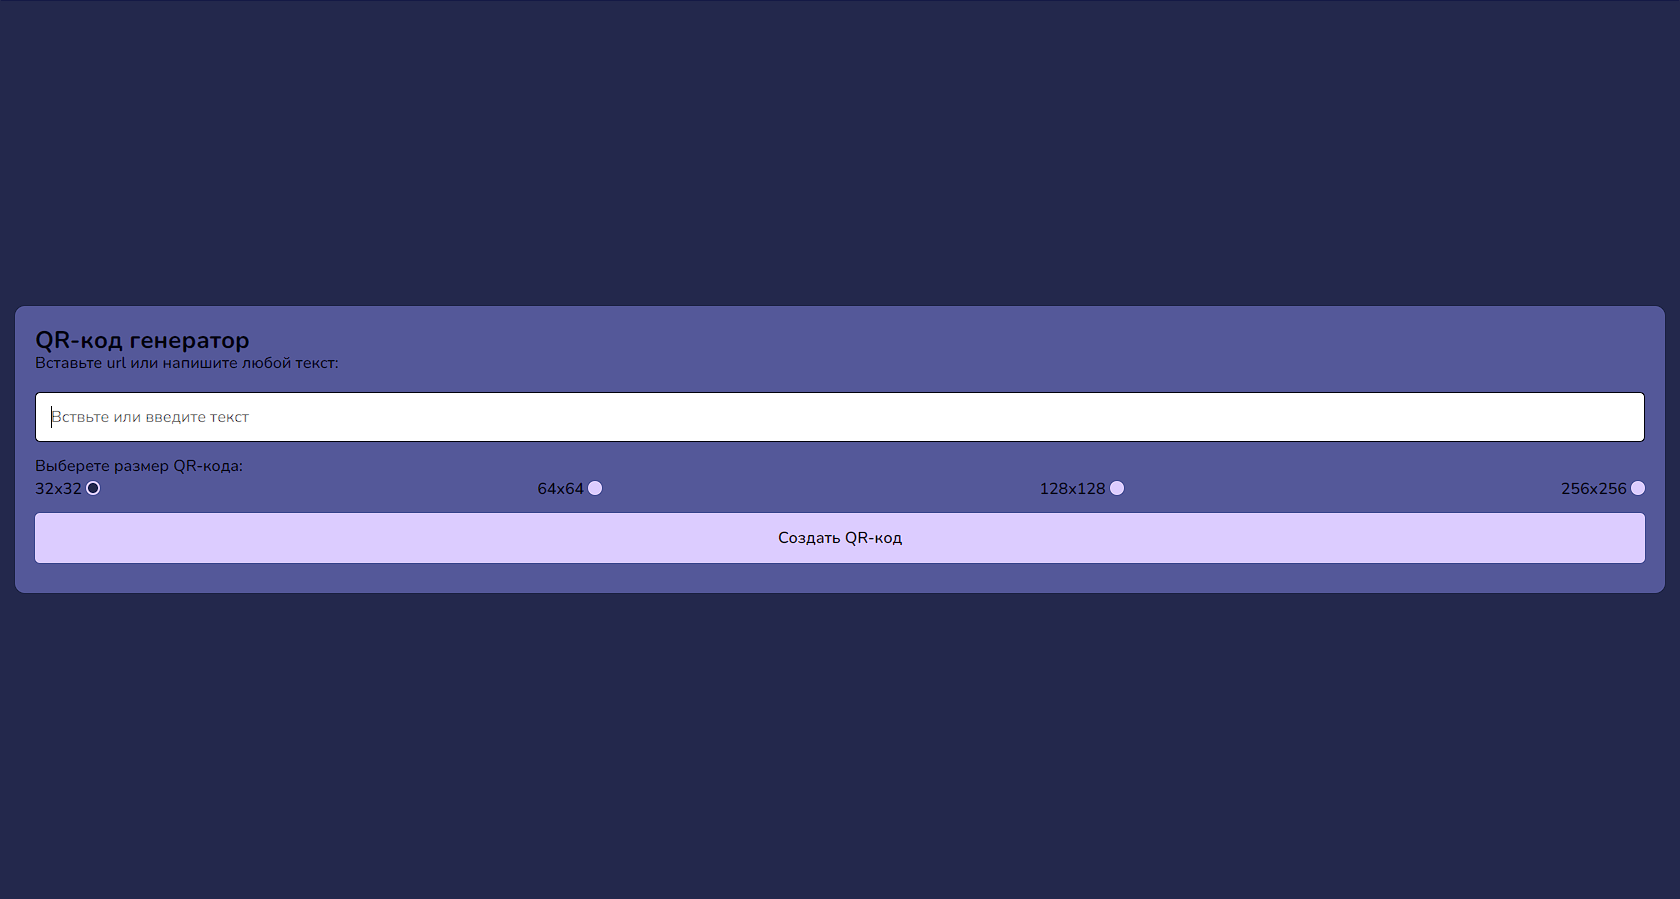 QR-код генератор
Вставьте url или напишите любой текст:
Вствьте или введите текст
Выберете размер QR-кода:
32x32 64x64 128x128 256x256
Создать QR-код